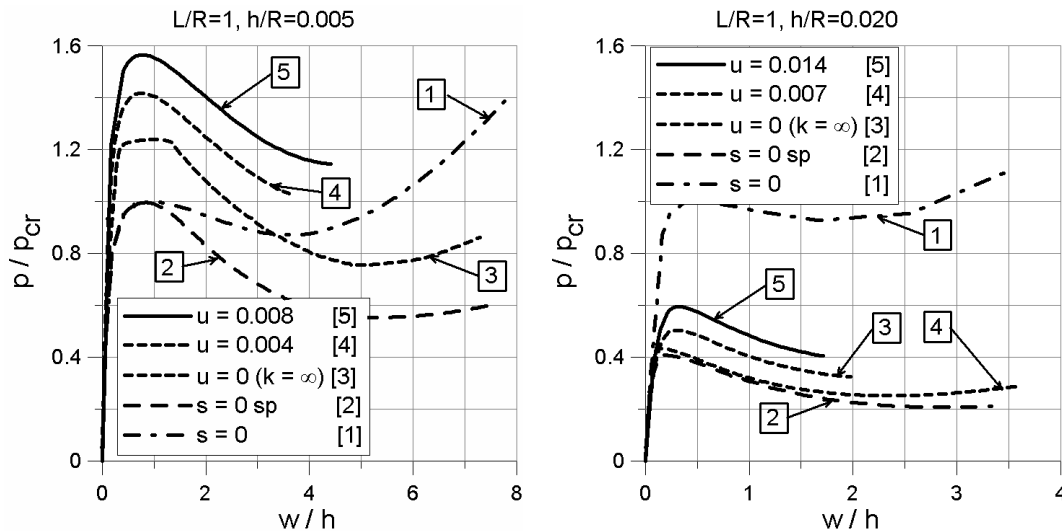 L/R=1, h/R=0.005
1.6
1.2
0.8
0.4
0
p / p_cr
5
1
4
2
3
u = 0.008 [5]
u = 0.004 [4]
u = 0 (k = ∞) [3]
s = 0 sp [2]
s = 0 [1]
0 2 4 6 8
w / h
L/R=1, h/R=0.020
1.6
1.2
0.8
0.4
0
p / p_cr
u = 0.014 [5]
u = 0.007 [4]
u = 0 (k = ∞) [3]
s = 0 sp [2]
s = 0 [1]
1
5
3
4
2
0 1 2 3 4
w / h